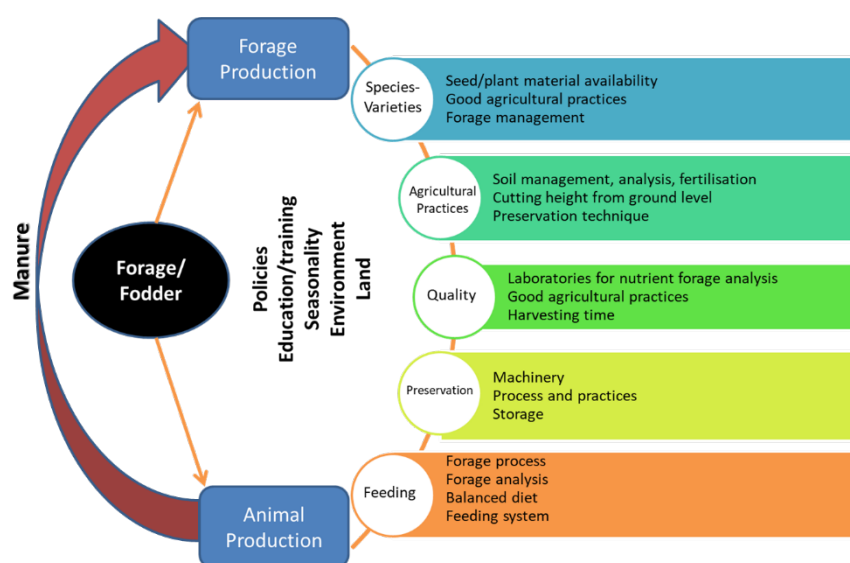 Forage
Production
Species-
Varieties
Seed/plant material availability
Good agricultural practices
Forage management
Agricultural
Practices
Soil management, analysis, fertilisation
Cutting height from ground level
Preservation technique
Manure
Forage/
Fodder
Policies
Education/training
Seasonality
Environment
Land
Quality
Laboratories for nutrient forage analysis
Good agricultural practices
Harvesting time
Preservation
Machinery
Process and practices
Storage
Feeding
Forage process
Forage analysis
Balanced diet
Feeding system
Animal
Production